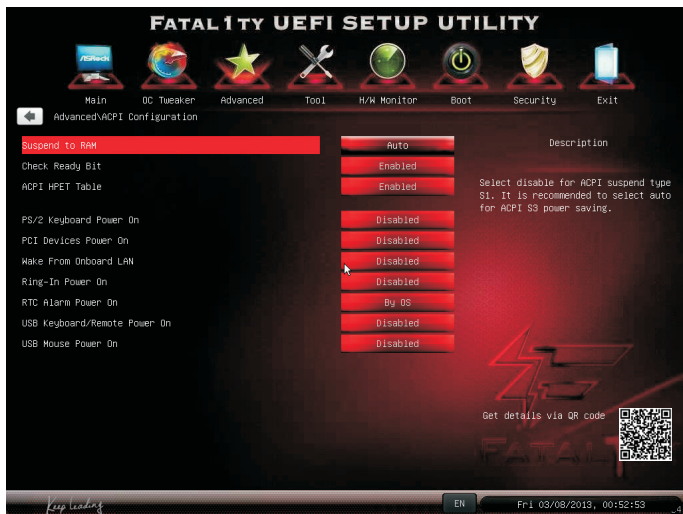 FATAL1TY UEFI SETUP UTILITY
/ISRock
Main OC Tweaker Advanced Tool H/W Monitor Boot Security Exit
Advanced\ACPI Configuration
Suspend to RAM Auto
Check Ready Bit Enabled
ACPI HPET Table Enabled
PS/2 Keyboard Power On Disabled
PCI Devices Power On Disabled
Wake From Onboard LAN Disabled
Ring-In Power On Disabled
RTC Alarm Power On By OS
USB Keyboard/Remote Power On Disabled
USB Mouse Power On Disabled
Description
Select disable for ACPI suspend type
S1. It is recommended to select auto
for ACPI S3 power saving.
Get details via QR code
FATAL1TY
Keep Leading
EN
Fri 03/08/2013, 00:52:53